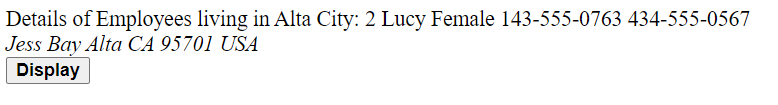 Details of Employees living in Alta City: 2 Lucy Female 143-555-0763 434-555-0567
Jess Bay Alta CA 95701 USA
Display